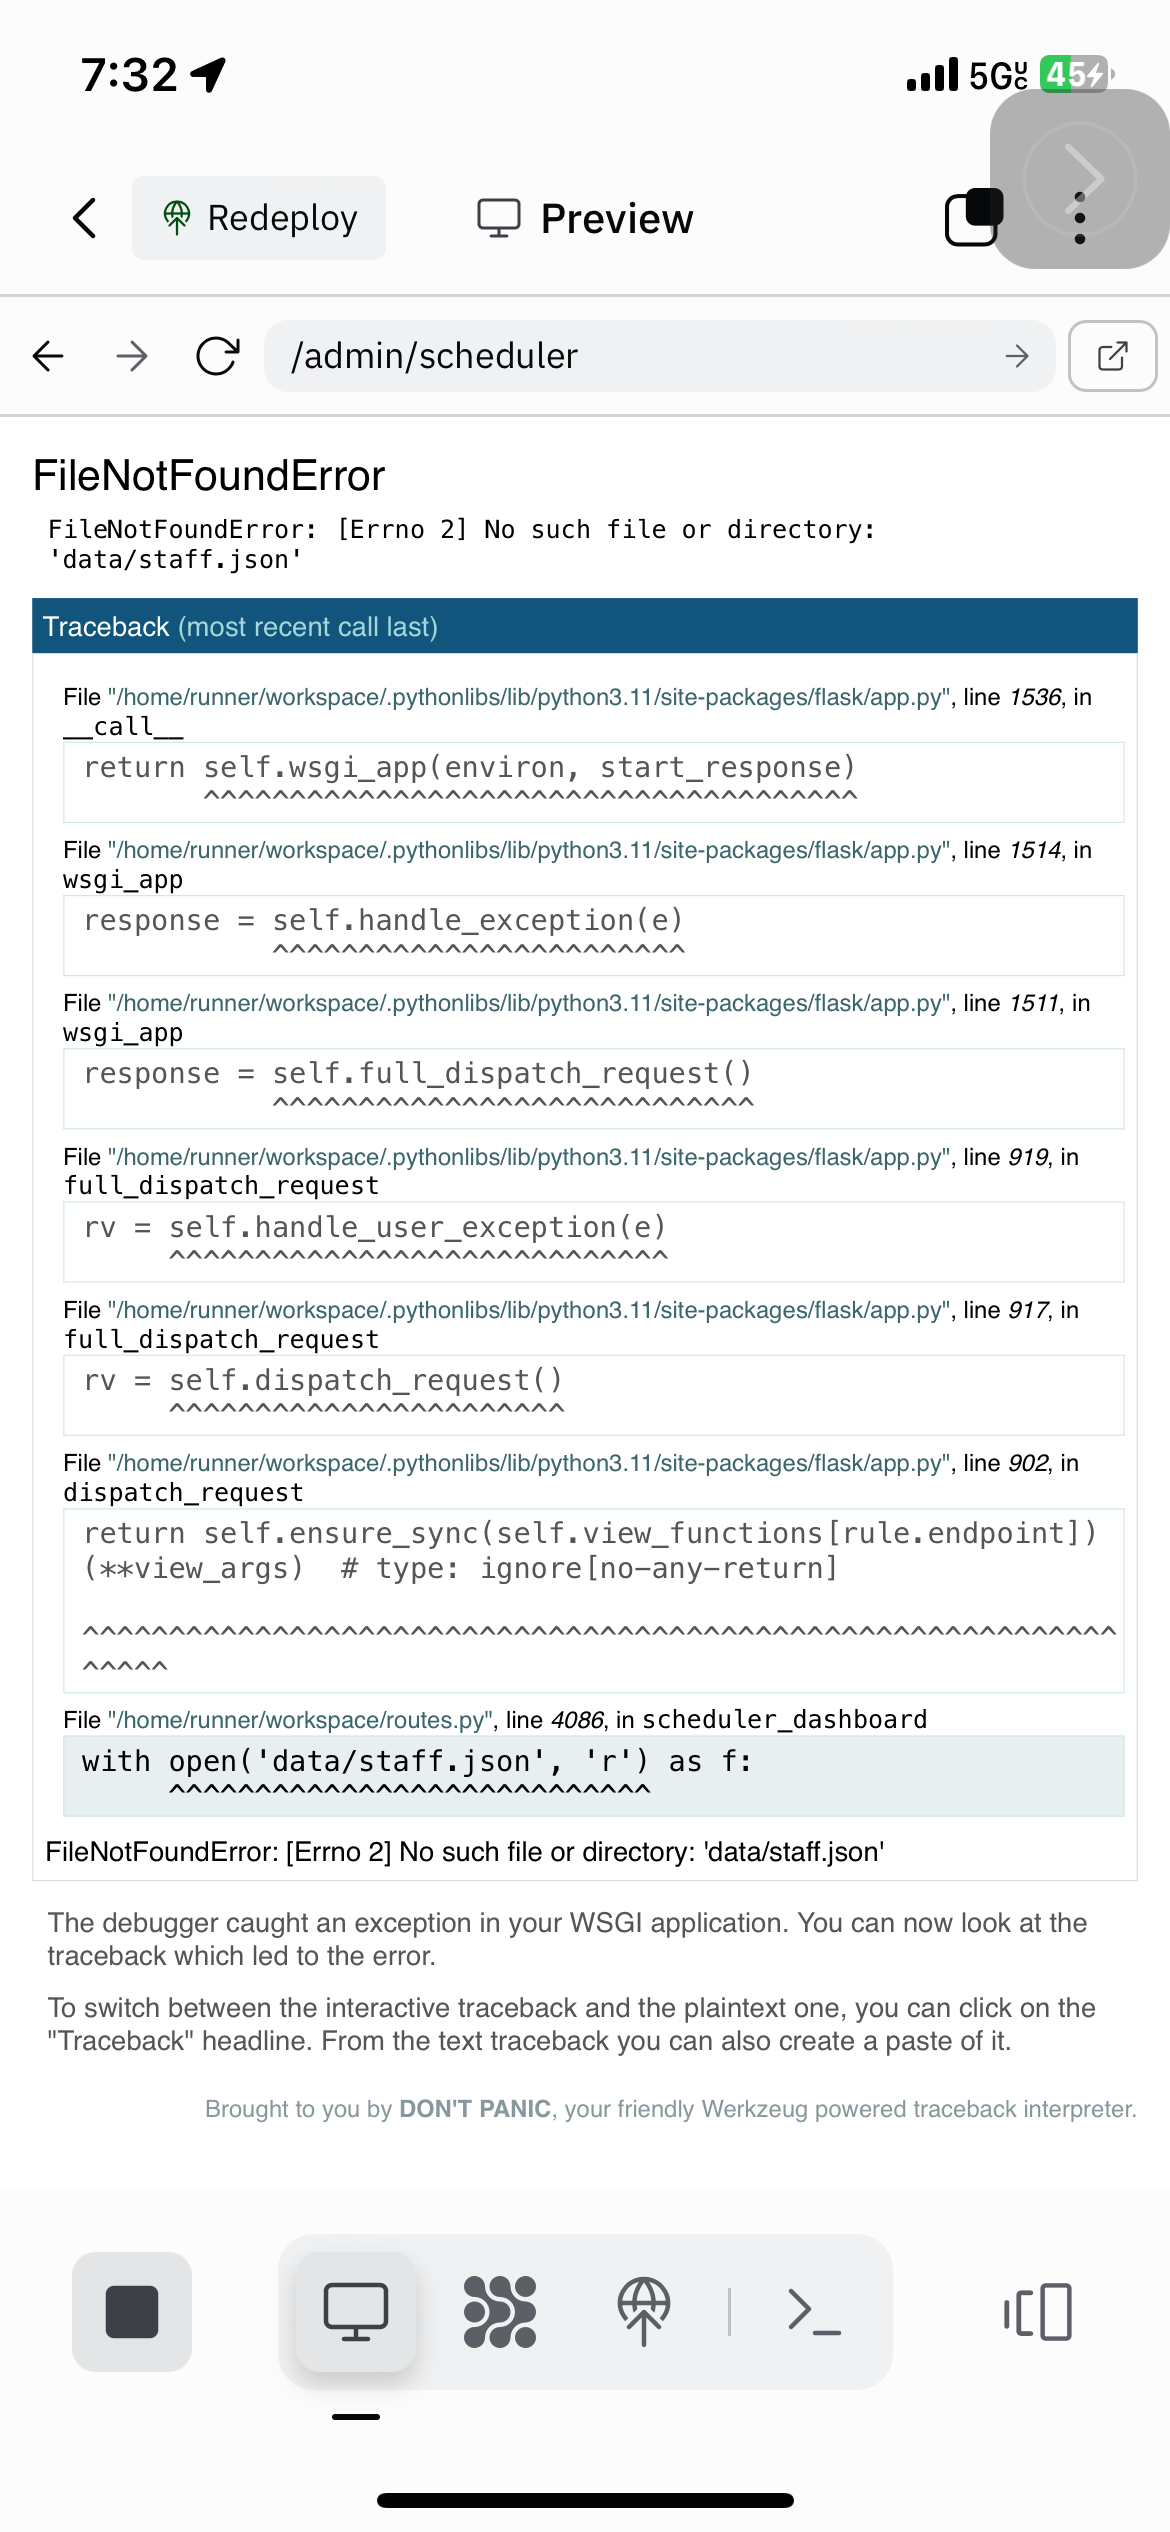 7:32 5G UC 45
Redeploy Preview
/admin/scheduler
FileNotFoundError
FileNotFoundError: [Errno 2] No such file or directory:
'data/staff.json'
Traceback (most recent call last)
File "/home/runner/workspace/.pythonlibs/lib/python3.11/site-packages/flask/app.py", line 1536, in
__call__
return self.wsgi_app(environ, start_response)
^^^^^^^^^^^^^^^^^^^^^^^^^^^^^^^^^^^^^^
File "/home/runner/workspace/.pythonlibs/lib/python3.11/site-packages/flask/app.py", line 1514, in
wsgi_app
response = self.handle_exception(e)
^^^^^^^^^^^^^^^^^^^^^^^^
File "/home/runner/workspace/.pythonlibs/lib/python3.11/site-packages/flask/app.py", line 1511, in
wsgi_app
response = self.full_dispatch_request()
^^^^^^^^^^^^^^^^^^^^^^^^^^^^
File "/home/runner/workspace/.pythonlibs/lib/python3.11/site-packages/flask/app.py", line 919, in
full_dispatch_request
rv = self.handle_user_exception(e)
^^^^^^^^^^^^^^^^^^^^^^^^^^^^^
File "/home/runner/workspace/.pythonlibs/lib/python3.11/site-packages/flask/app.py", line 917, in
full_dispatch_request
rv = self.dispatch_request()
^^^^^^^^^^^^^^^^^^^^^^^
File "/home/runner/workspace/.pythonlibs/lib/python3.11/site-packages/flask/app.py", line 902, in
dispatch_request
return self.ensure_sync(self.view_functions[rule.endpoint])
(**view_args)  # type: ignore[no-any-return]
^^^^^^^^^^^^^^^^^^^^^^^^^^^^^^^^^^^^^^^^^^^^^^^^^^^^^^^^^^^^
^^^^^
File "/home/runner/workspace/routes.py", line 4086, in scheduler_dashboard
with open('data/staff.json', 'r') as f:
^^^^^^^^^^^^^^^^^^^^^^^^^^^^
FileNotFoundError: [Errno 2] No such file or directory: 'data/staff.json'
The debugger caught an exception in your WSGI application. You can now look at the
traceback which led to the error.
To switch between the interactive traceback and the plaintext one, you can click on the
"Traceback" headline. From the text traceback you can also create a paste of it.
Brought to you by DON'T PANIC, your friendly Werkzeug powered traceback interpreter.